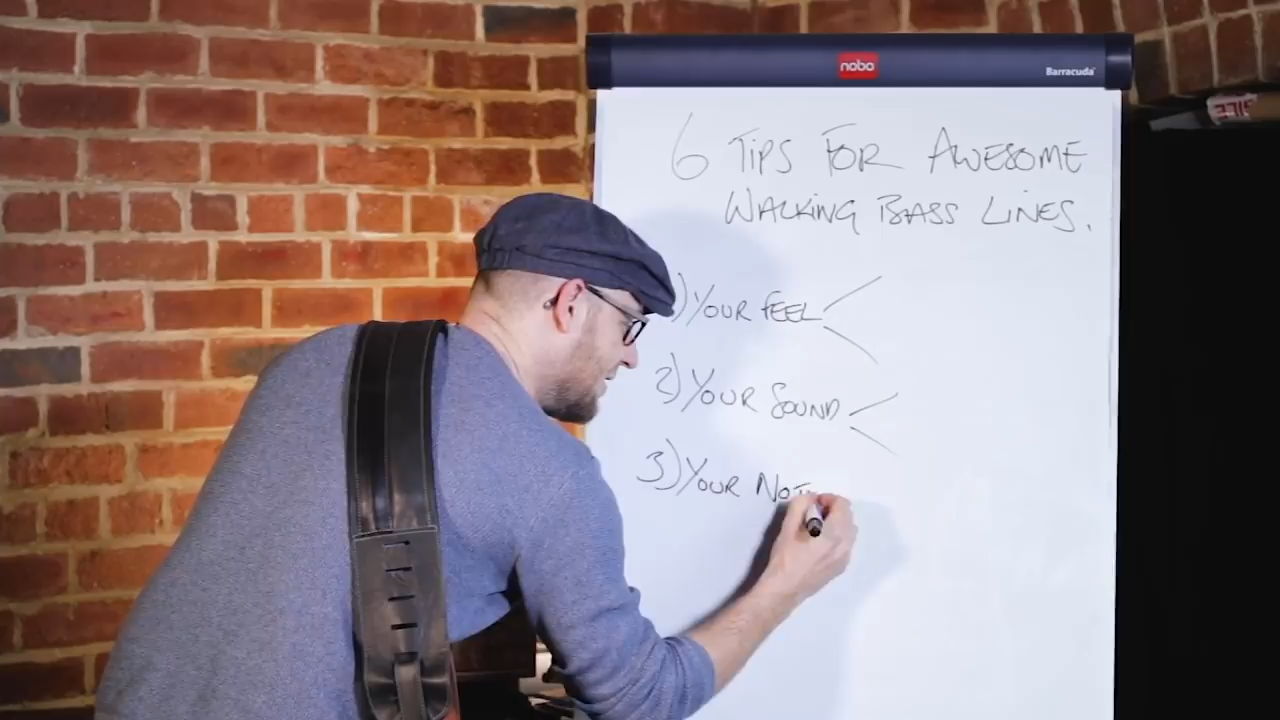 nobo
Barracuda
6 TIPS FOR AWESOME
WALKING BASS LINES.
1) YOUR FEEL
2) YOUR SOUND
3) YOUR NOT